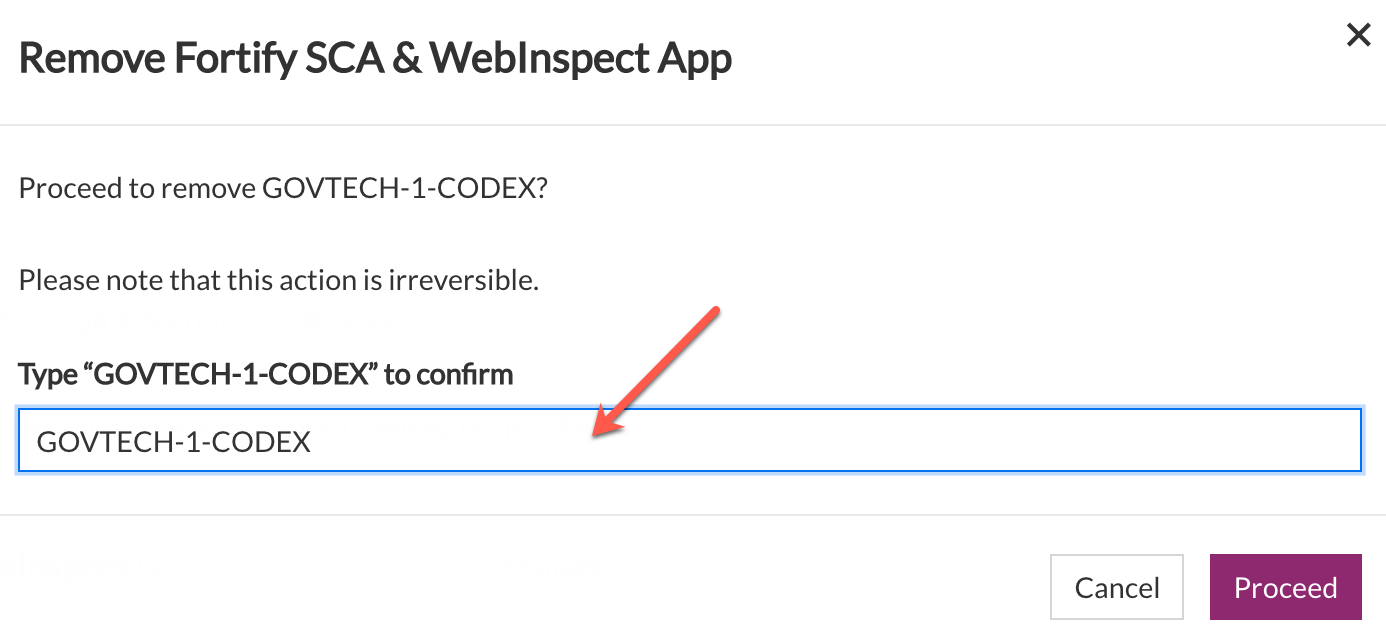 Remove Fortify SCA & WebInspect App
Proceed to remove GOVTECH-1-CODEX?
Please note that this action is irreversible.
Type “GOVTECH-1-CODEX” to confirm
GOVTECH-1-CODEX
Cancel
Proceed